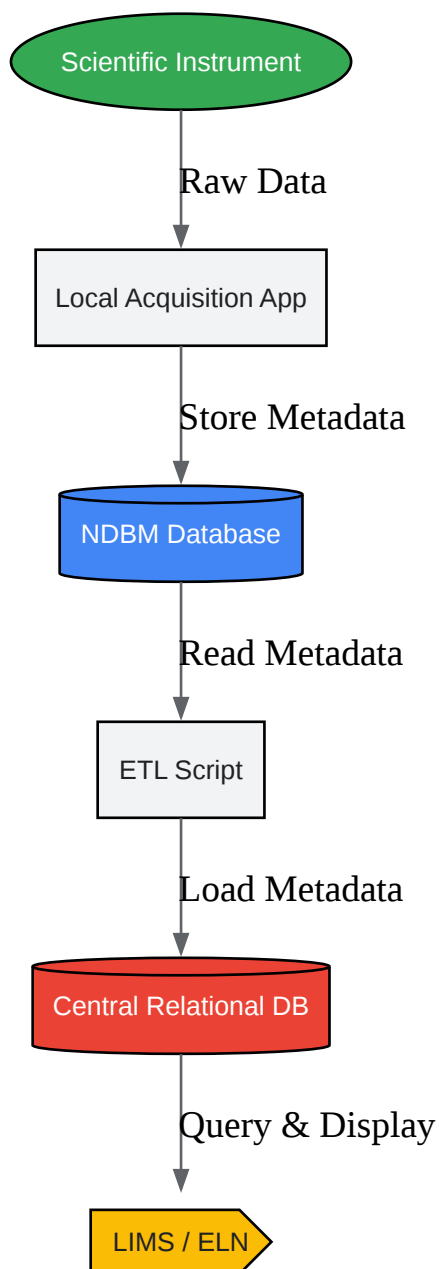 Scientific Instrument
Raw Data
Local Acquisition App
Store Metadata
NDBM Database
Read Metadata
ETL Script
Load Metadata
Central Relational DB
Query & Display
LIMS / ELN